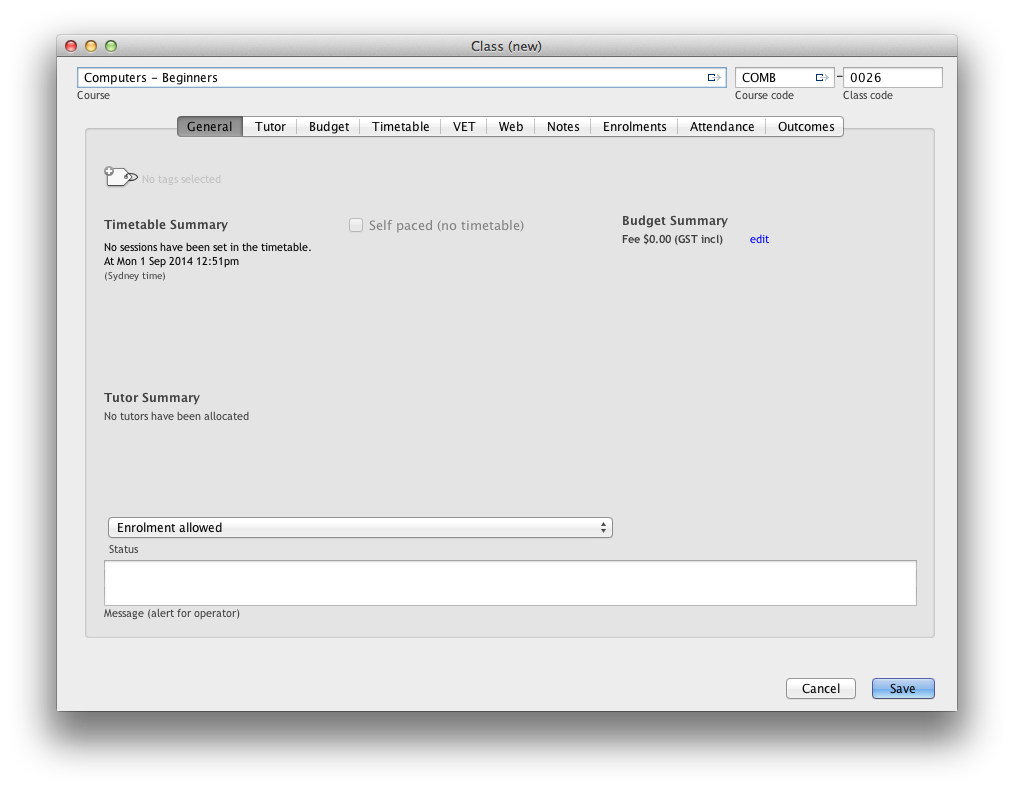 Class (new)
Computers – Beginners COMB – 0026
Course Course code Class code
General Tutor Budget Timetable VET Web Notes Enrolments Attendance Outcomes
No tags selected
Timetable Summary
No sessions have been set in the timetable.
At Mon 1 Sep 2014 12:51pm
(Sydney time)
Self paced (no timetable)
Budget Summary
Fee $0.00 (GST incl) edit
Tutor Summary
No tutors have been allocated
Enrolment allowed
Status
Message (alert for operator)
Cancel Save